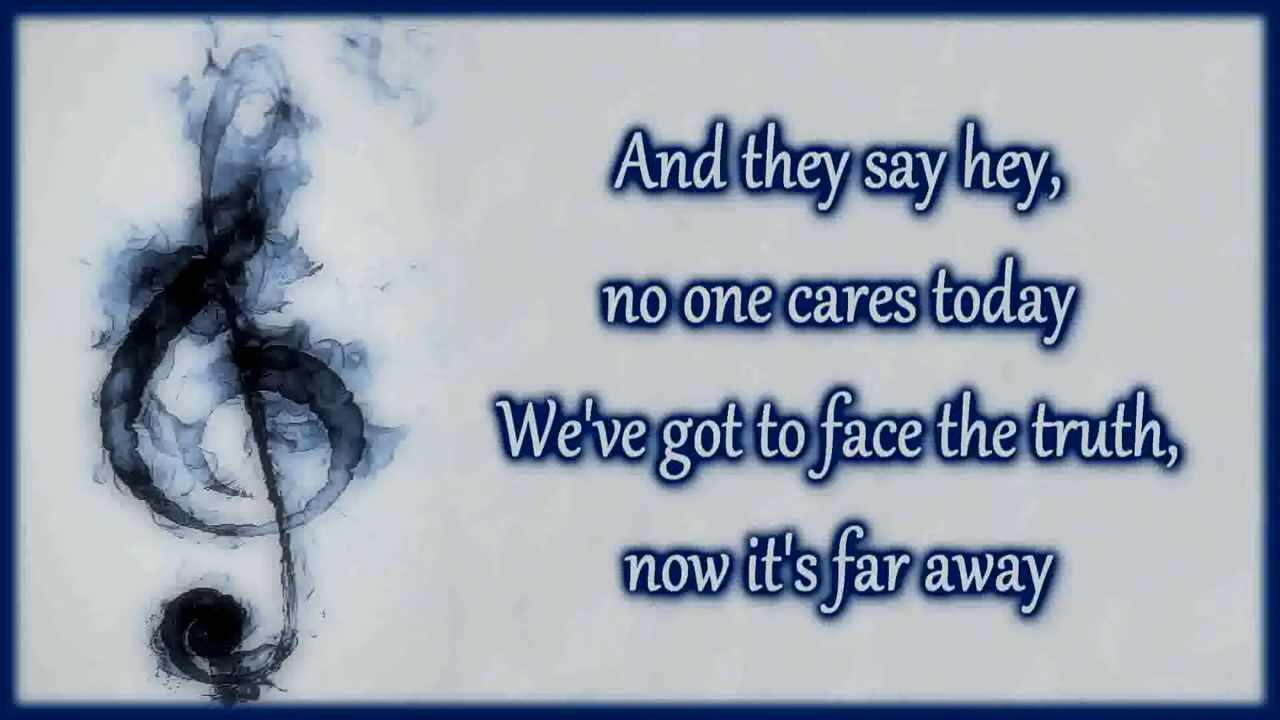 And they say hey,
no one cares today
We've got to face the truth,
now it's far away